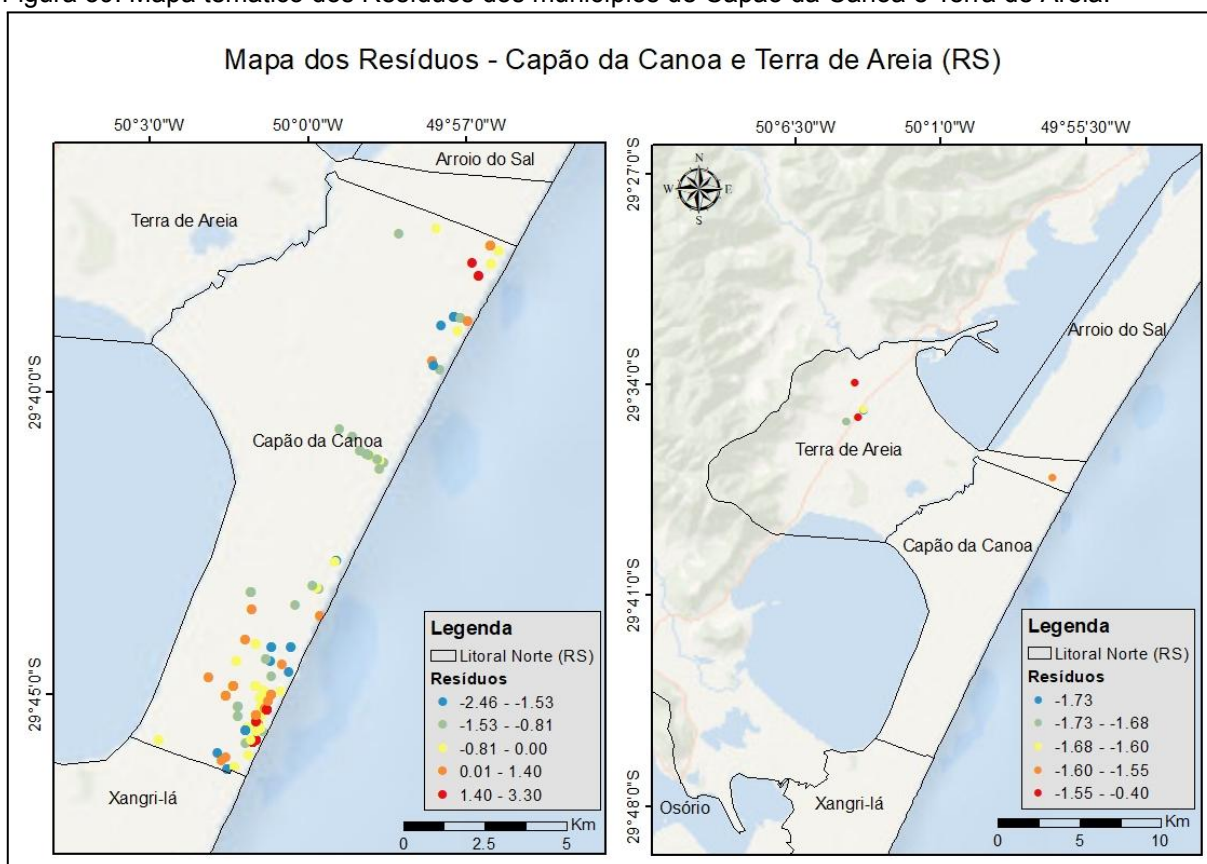 Figura 69. Mapa temático dos Resíduos dos municípios de Capão da Canoa e Terra de Areia.
Mapa dos Resíduos - Capão da Canoa e Terra de Areia (RS)
50°3'0"W
50°0'0"W
49°57'0"W
29°40'0"S
29°45'0"S
Arroio do Sal
Terra de Areia
Capão da Canoa
Xangri-lá
Legenda
Litoral Norte (RS)
Resíduos
-2.46 - -1.53
-1.53 - -0.81
-0.81 - 0.00
0.01 - 1.40
1.40 - 3.30
Km
0 2.5 5
50°6'30"W
50°1'0"W
49°55'30"W
29°27'0"S
29°34'0"S
29°41'0"S
29°48'0"S
N
W E
S
Arroio do Sal
Terra de Areia
Capão da Canoa
Xangri-lá
Osório
Legenda
Litoral Norte (RS)
Resíduos
-1.73
-1.73 - -1.68
-1.68 - -1.60
-1.60 - -1.55
-1.55 - -0.40
Km
0 5 10